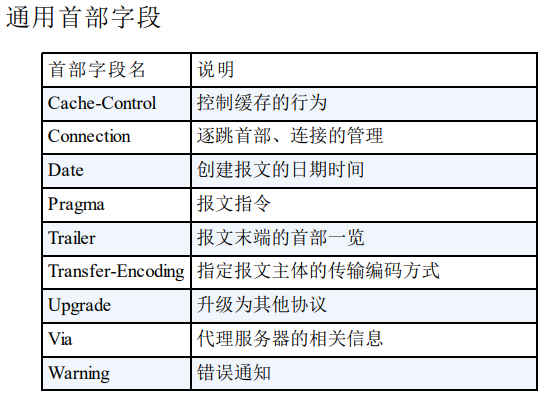 通用首部字段
首部字段名 说明
Cache-Control 控制缓存的行为
Connection 逐跳首部、连接的管理
Date 创建报文的日期时间
Pragma 报文指令
Trailer 报文末端的首部一览
Transfer-Encoding 指定报文主体的传输编码方式
Upgrade 升级为其他协议
Via 代理服务器的相关信息
Warning 错误通知